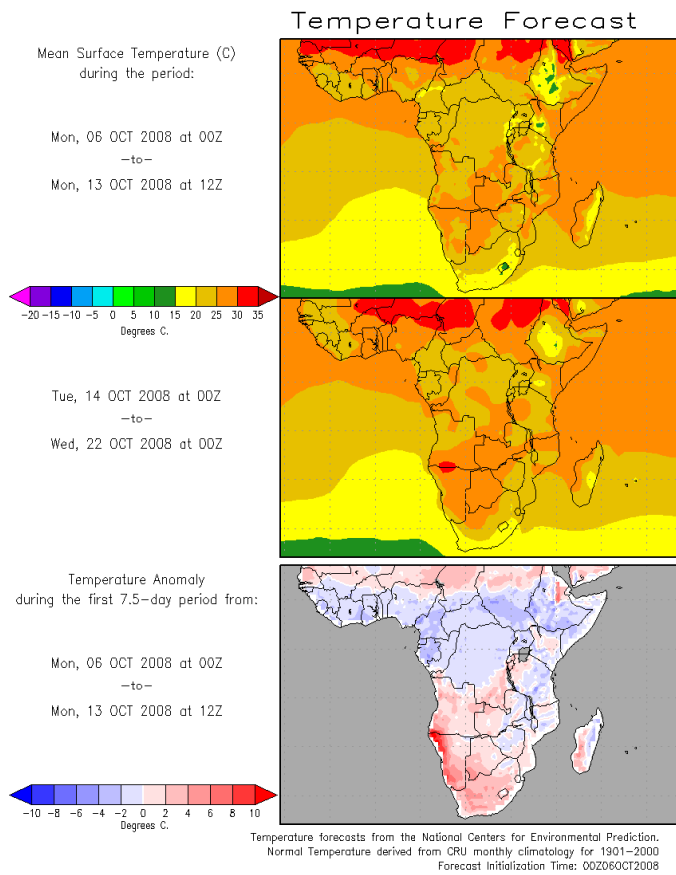 Temperature Forecast
Mean Surface Temperature (C)
during the period:
Mon, 06 OCT 2008 at 00Z
-to-
Mon, 13 OCT 2008 at 12Z
-20 -15 -10 -5 0 5 10 15 20 25 30 35
Degrees C.
Tue, 14 OCT 2008 at 00Z
-to-
Wed, 22 OCT 2008 at 00Z
Temperature Anomaly
during the first 7.5-day period from:
Mon, 06 OCT 2008 at 00Z
-to-
Mon, 13 OCT 2008 at 12Z
-10 -8 -6 -4 -2 0 2 4 6 8 10
Degrees C.
Temperature forecasts from the National Centers for Environmental Prediction.
Normal Temperature derived from CRU monthly climatology for 1901-2000
Forecast Initialization Time: 00Z06OCT2008